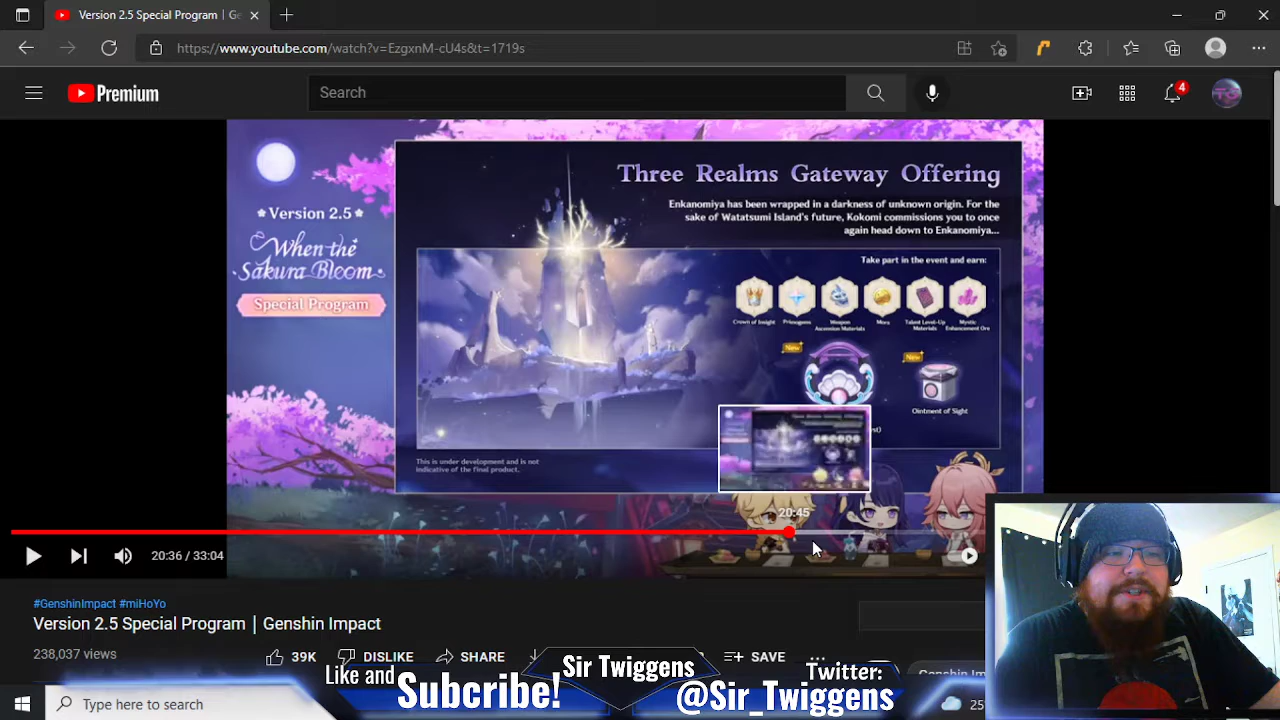 Version 2.5 Special Program | Ge
https://www.youtube.com/watch?v=EzgxnM-cU4s&t=1719s
Premium
Search
4
Three Realms Gateway Offering
Enkanomiya has been wrapped in a darkness of unknown origin. For the
sake of Watatsumi Island's future, Kokomi commissions you to once
again head down to Enkanomiya...
Version 2.5
When the
Sakura Bloom
Special Program
Take part in the event and earn:
Crown of Insight
Primogems
Weapon
Ascension Materials
Mora
Talent Level-Up
Materials
Mystic
Enhancement Ore
New
New
Ointment of Sight
This is under development and is not
indicative of the final product.
20:45
20:36 / 33:04
#GenshinImpact #miHoYo
Version 2.5 Special Program | Genshin Impact
238,037 views
39K
DISLIKE
SHARE
SAVE
Like and
Subcribe!
Sir Twiggens
Twitter:
@Sir_Twiggens
Type here to search